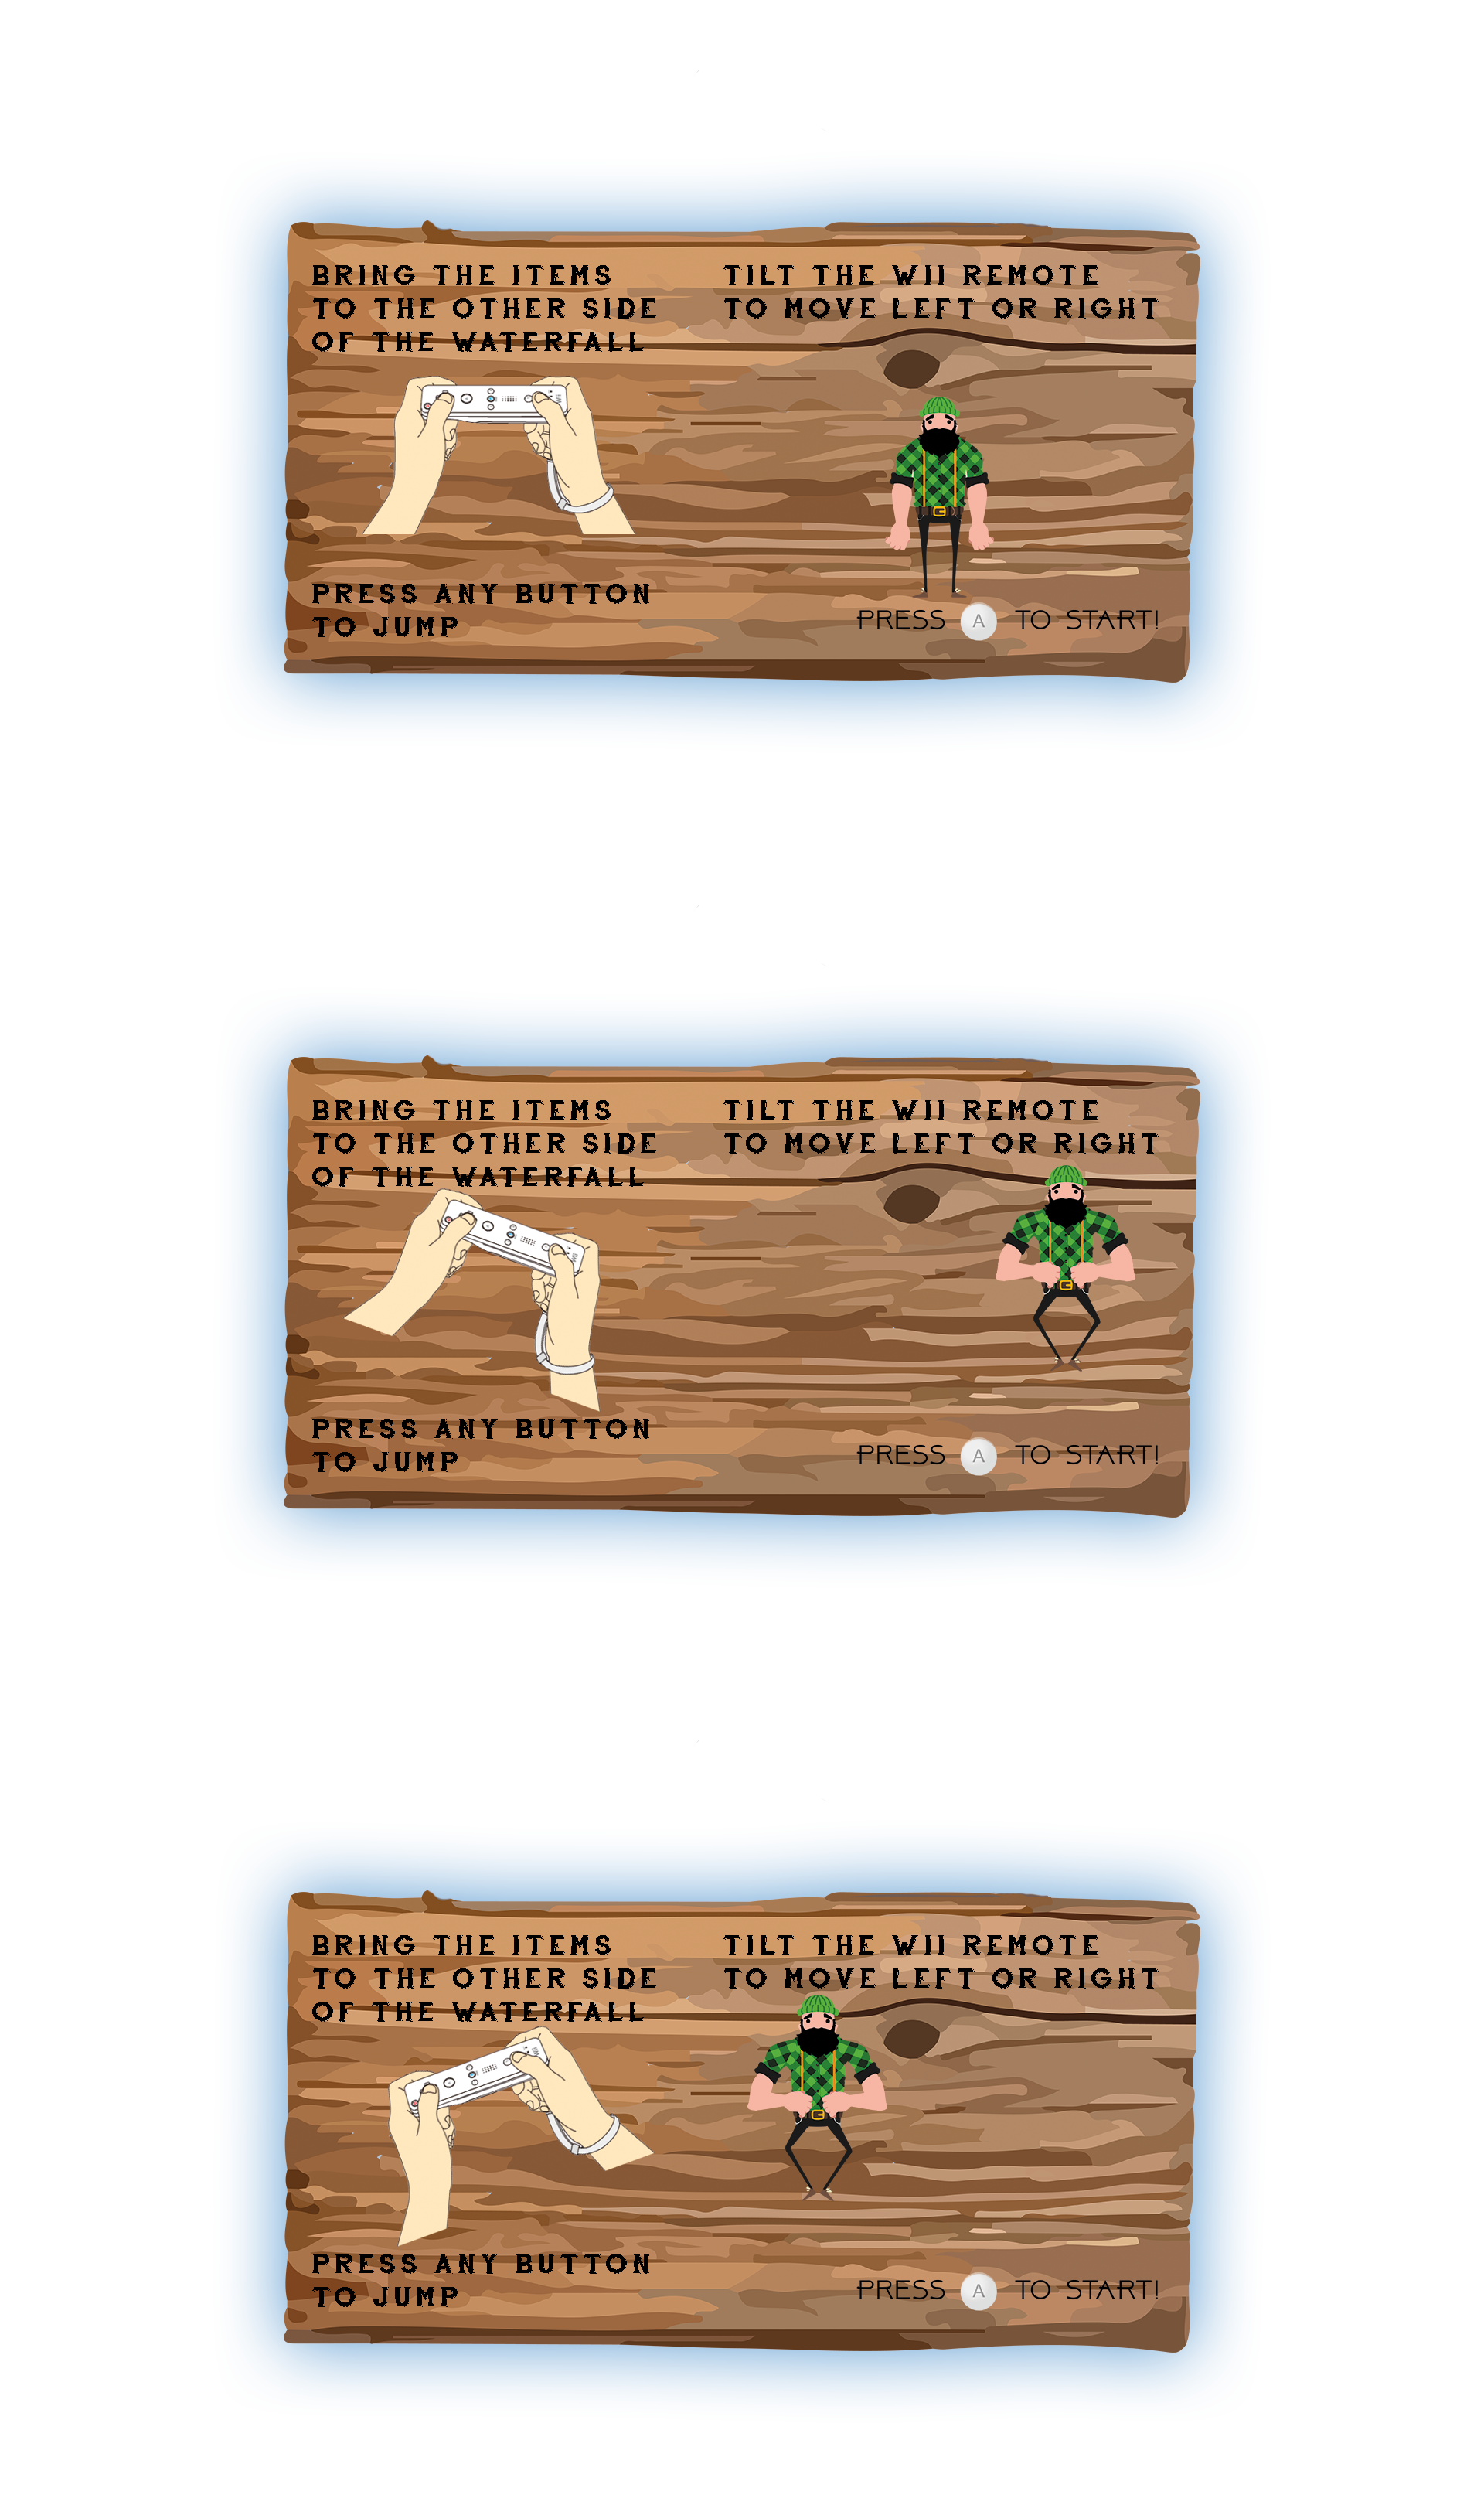 BRING THE ITEMS
TO THE OTHER SIDE
OF THE WATERFALL
TILT THE WII REMOTE
TO MOVE LEFT OR RIGHT
PRESS ANY BUTTON
TO JUMP
PRESS A TO START!
BRING THE ITEMS
TO THE OTHER SIDE
OF THE WATERFALL
TILT THE WII REMOTE
TO MOVE LEFT OR RIGHT
PRESS ANY BUTTON
TO JUMP
PRESS A TO START!
BRING THE ITEMS
TO THE OTHER SIDE
OF THE WATERFALL
TILT THE WII REMOTE
TO MOVE LEFT OR RIGHT
PRESS ANY BUTTON
TO JUMP
PRESS A TO START!